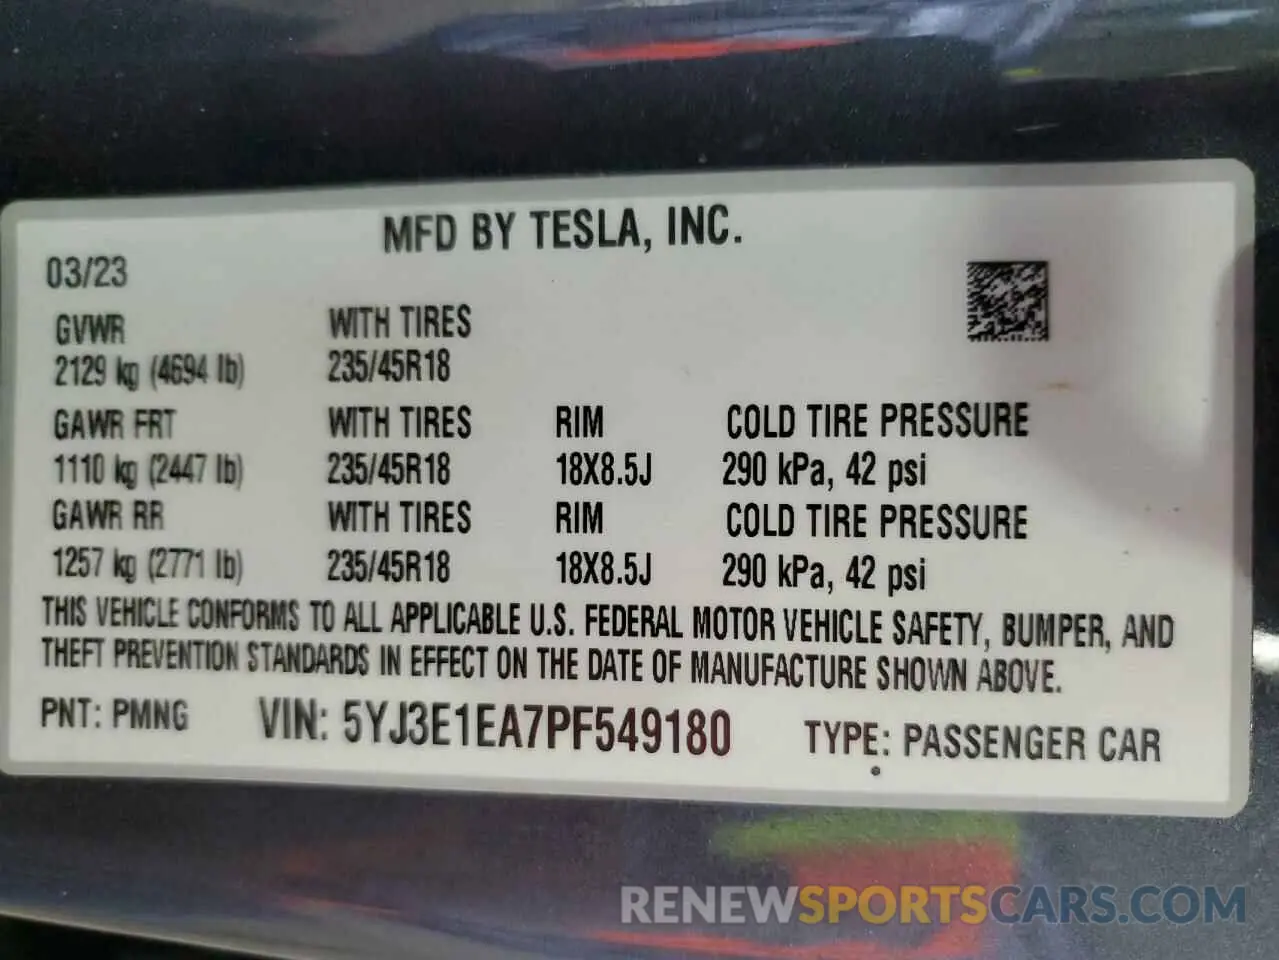 MFD BY TESLA, INC.
03/23
GVWR WITH TIRES
2129 kg (4694 lb) 235/45R18
GAWR FRT WITH TIRES RIM COLD TIRE PRESSURE
1110 kg (2447 lb) 235/45R18 18X8.5J 290 kPa, 42 psi
GAWR RR WITH TIRES RIM COLD TIRE PRESSURE
1257 kg (2771 lb) 235/45R18 18X8.5J 290 kPa, 42 psi
THIS VEHICLE CONFORMS TO ALL APPLICABLE U.S. FEDERAL MOTOR VEHICLE SAFETY, BUMPER, AND
THEFT PREVENTION STANDARDS IN EFFECT ON THE DATE OF MANUFACTURE SHOWN ABOVE.
PNT: PMNG VIN: 5YJ3E1EA7PF549180 TYPE: PASSENGER CAR
RENEWSPORTSCARS.COM